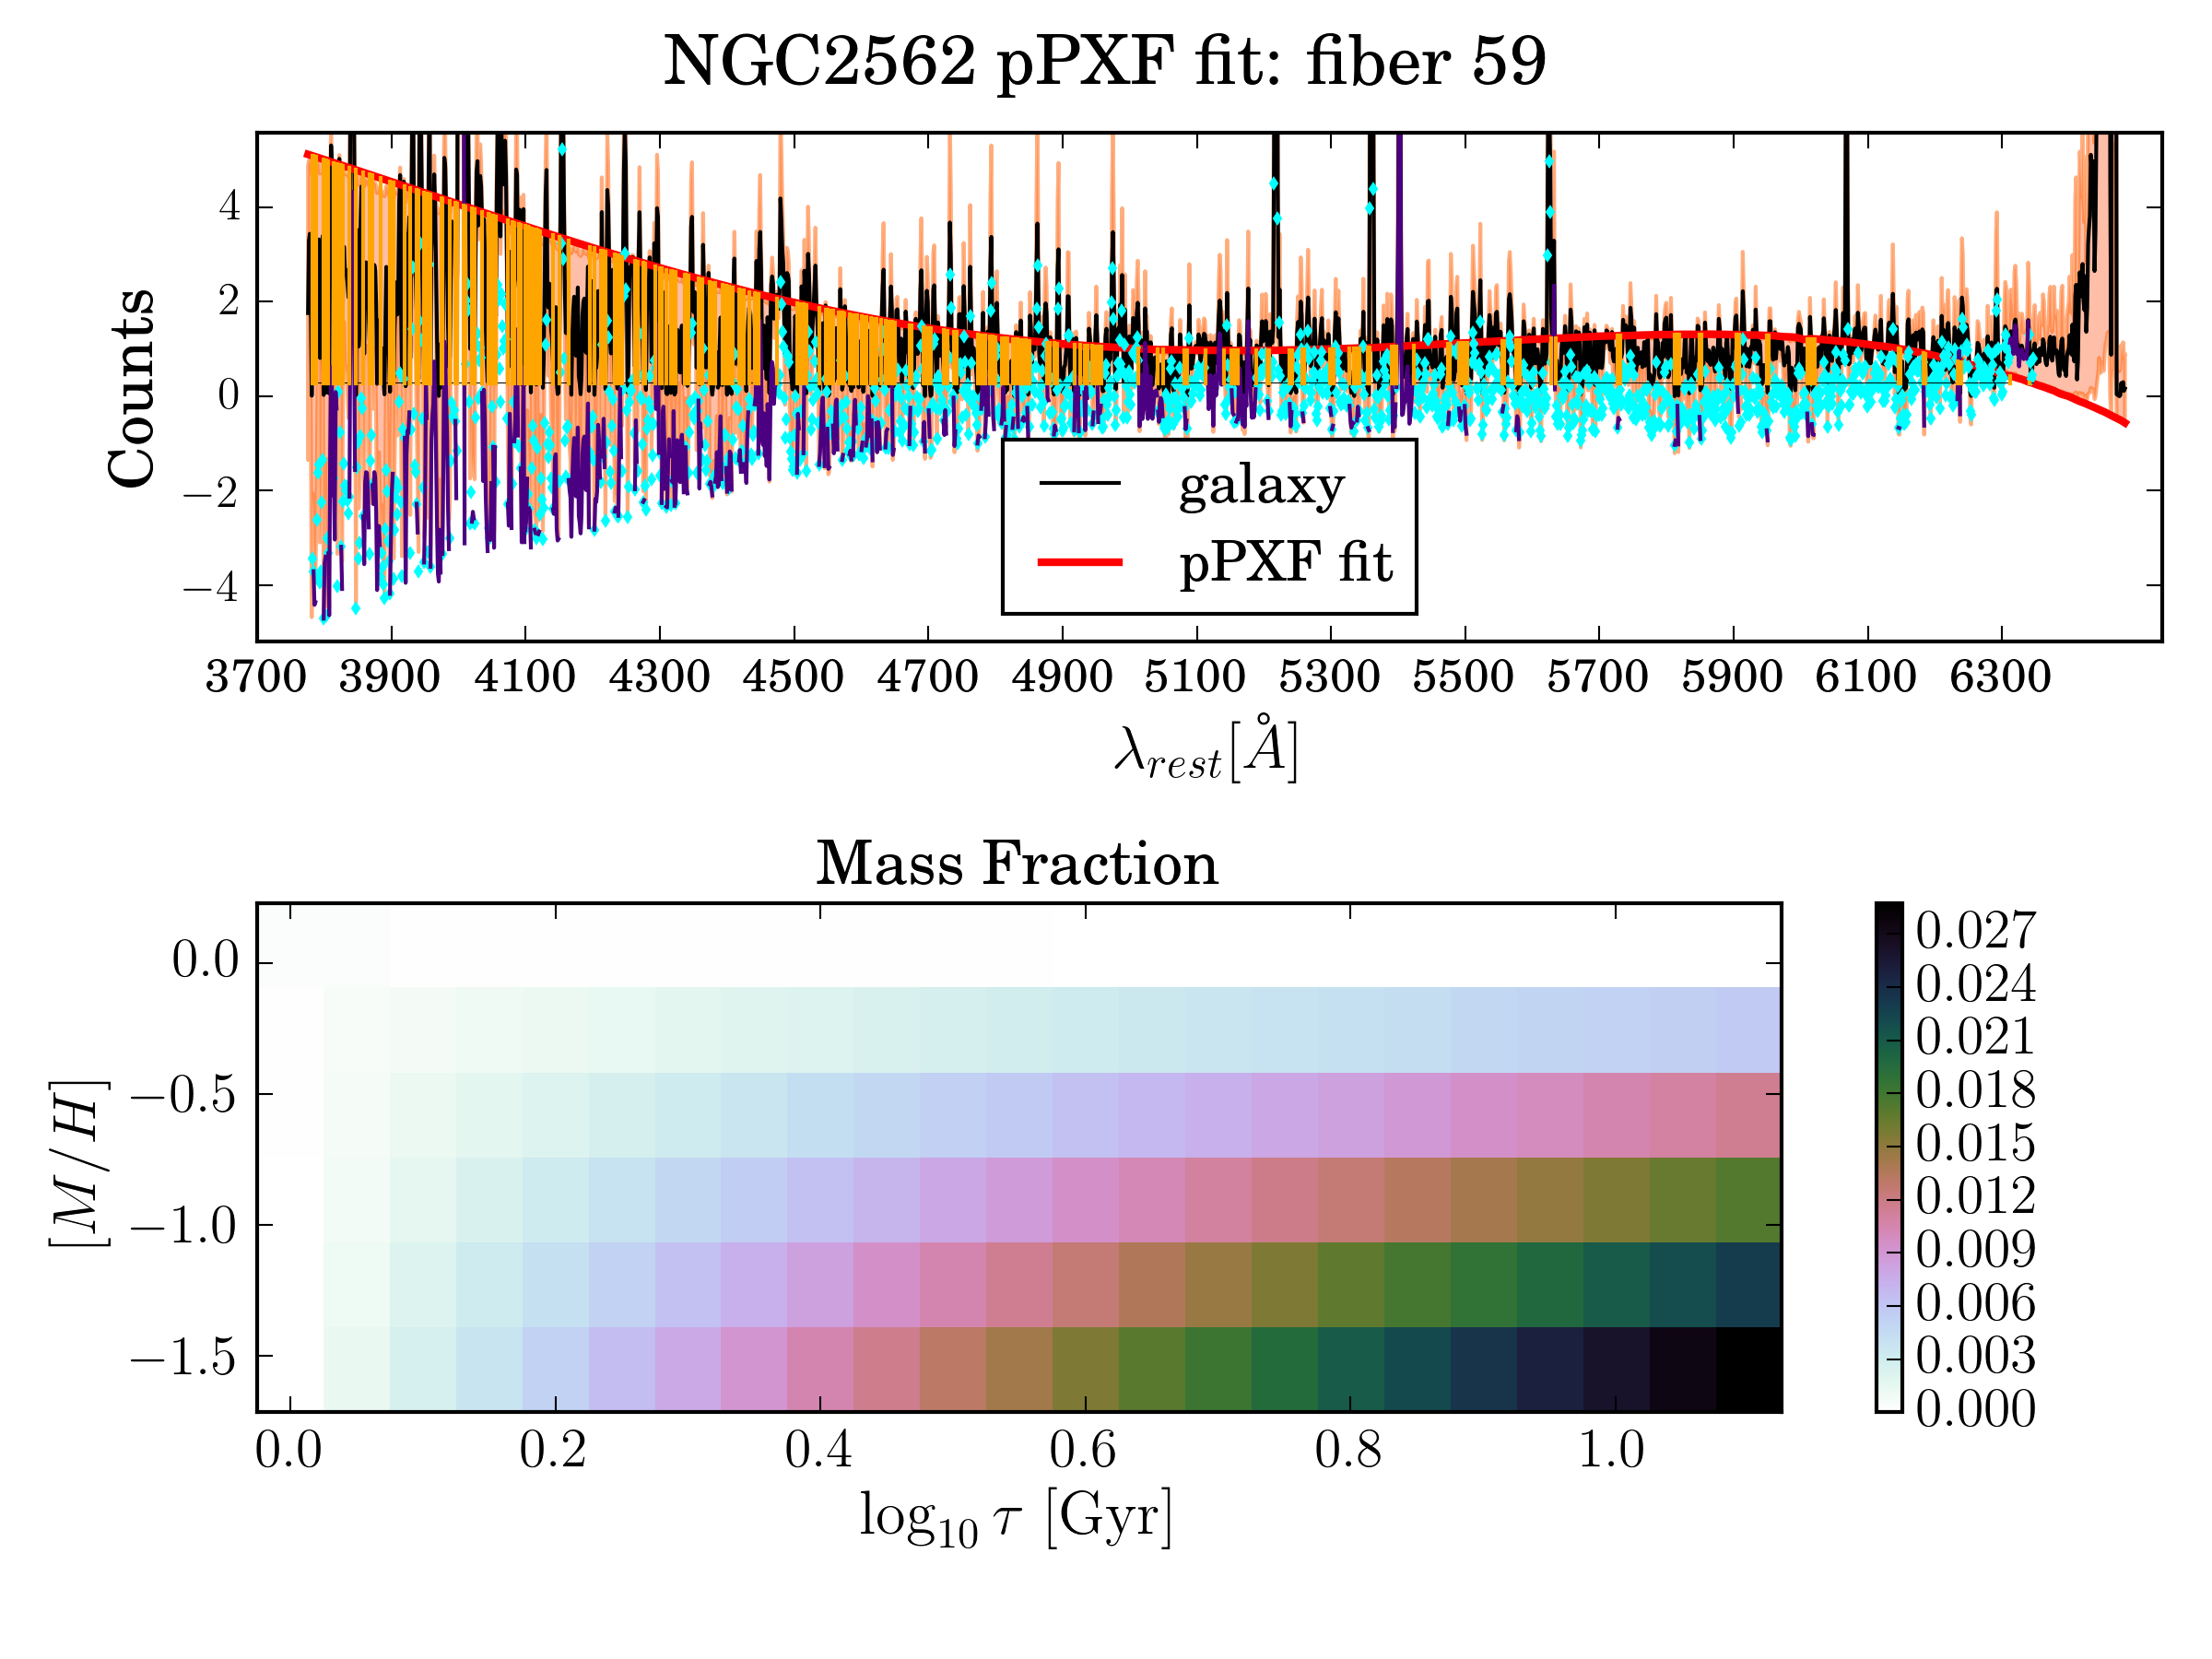 NGC2562 pPXF fit: fiber 59
Counts
4
2
0
−2
−4
galaxy
pPXF fit
3700 3900 4100 4300 4500 4700 4900 5100 5300 5500 5700 5900 6100 6300
λrest[Å]
Mass Fraction
[M/H]
0.0
−0.5
−1.0
−1.5
0.0 0.2 0.4 0.6 0.8 1.0
log10 τ [Gyr]
0.027
0.024
0.021
0.018
0.015
0.012
0.009
0.006
0.003
0.000